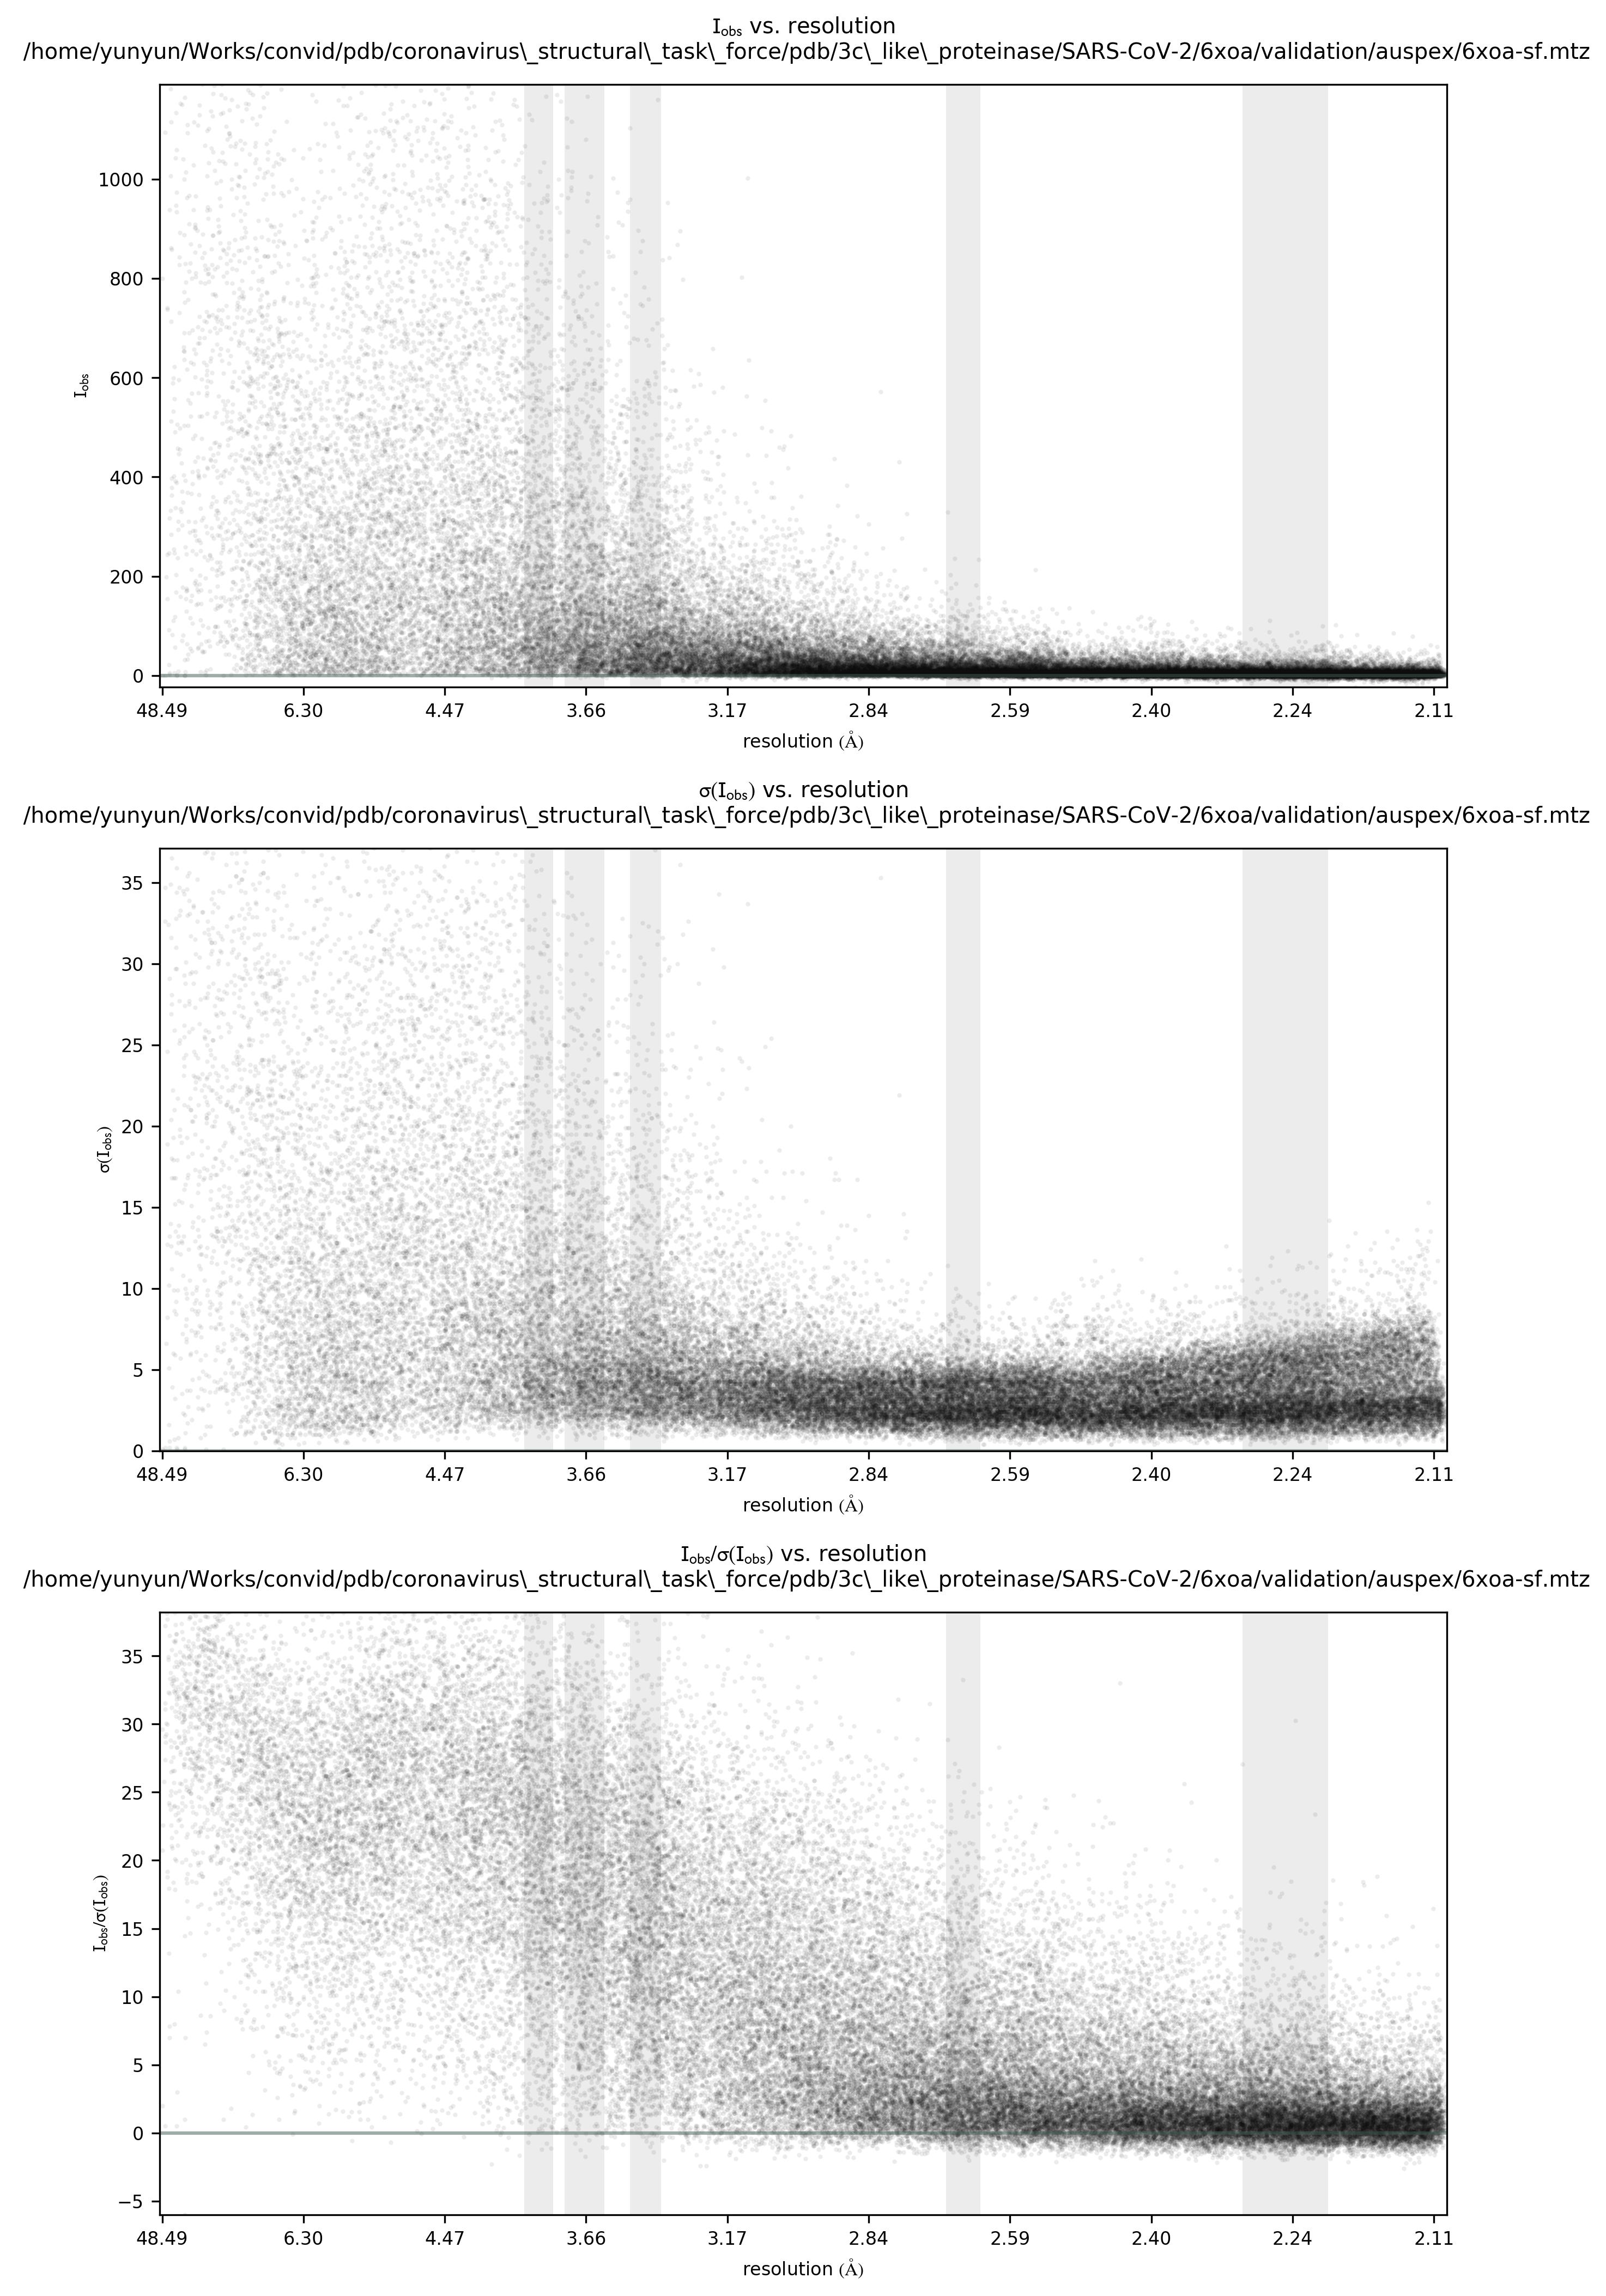 Iobs vs. resolution
/home/yunyun/Works/convid/pdb/coronavirus\_structural\_task\_force/pdb/3c\_like\_proteinase/SARS-CoV-2/6xoa/validation/auspex/6xoa-sf.mtz
1000
800
600
400
200
0
Iobs
48.49 6.30 4.47 3.66 3.17 2.84 2.59 2.40 2.24 2.11
resolution (Å)
σ(Iobs) vs. resolution
/home/yunyun/Works/convid/pdb/coronavirus\_structural\_task\_force/pdb/3c\_like\_proteinase/SARS-CoV-2/6xoa/validation/auspex/6xoa-sf.mtz
35
30
25
20
15
10
5
0
σ(Iobs)
48.49 6.30 4.47 3.66 3.17 2.84 2.59 2.40 2.24 2.11
resolution (Å)
Iobs/σ(Iobs) vs. resolution
/home/yunyun/Works/convid/pdb/coronavirus\_structural\_task\_force/pdb/3c\_like\_proteinase/SARS-CoV-2/6xoa/validation/auspex/6xoa-sf.mtz
35
30
25
20
15
10
5
0
−5
Iobs/σ(Iobs)
48.49 6.30 4.47 3.66 3.17 2.84 2.59 2.40 2.24 2.11
resolution (Å)